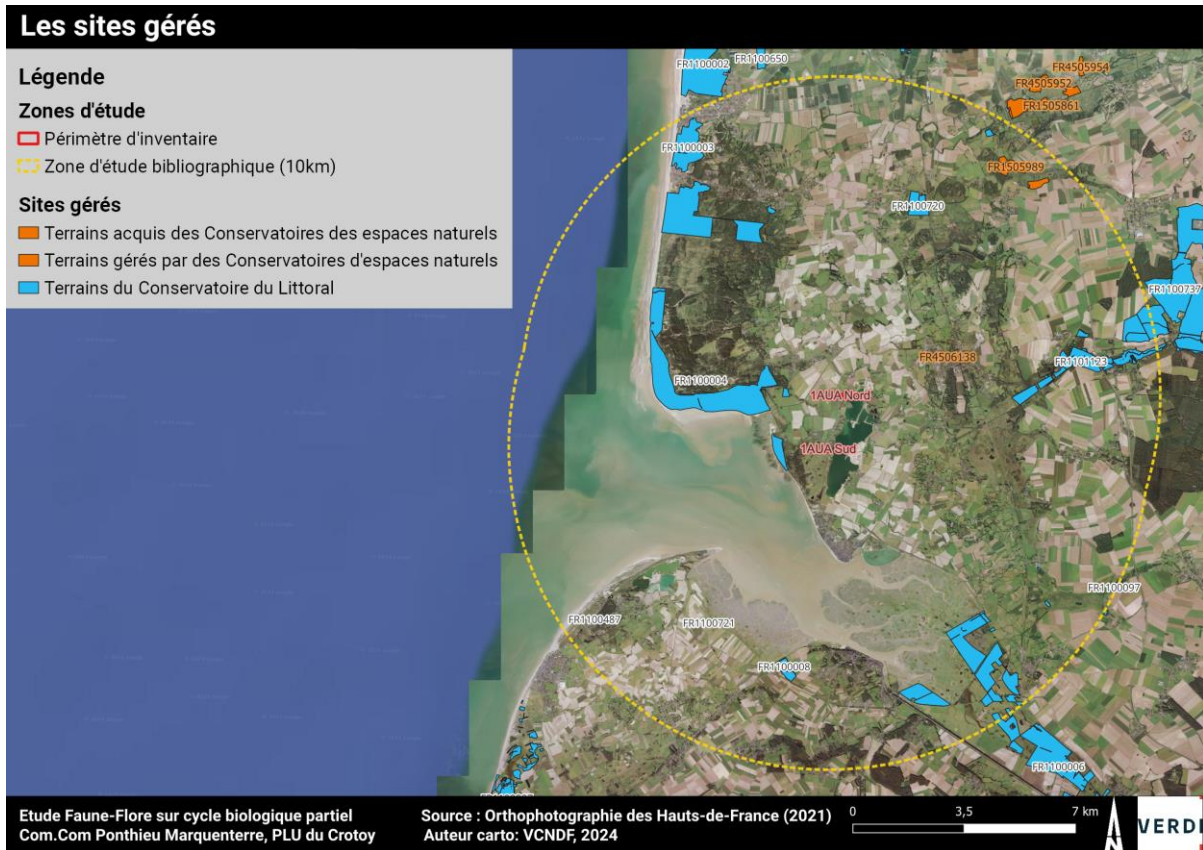 Les sites gérés
Légende
Zones d'étude
Périmètre d'inventaire
Zone d'étude bibliographique (10km)
Sites gérés
Terrains acquis des Conservatoires des espaces naturels
Terrains gérés par des Conservatoires d'espaces naturels
Terrains du Conservatoire du Littoral
FR1100002
FR1100650
FR4505954
FR4505952
FR1505861
FR1100003
FR1505989
FR1100720
FR1100737
FR4506138
FR1101123
FR1100004
1AUA Nord
1AUA Sud
FR1100097
FR1100487
FR1100721
FR1100008
FR1100006
Etude Faune-Flore sur cycle biologique partiel
Com.Com Ponthieu Marquenterre, PLU du Crotoy
Source : Orthophotographie des Hauts-de-France (2021)
Auteur carto: VCNDF, 2024
0 3,5 7 km
N
VERDI